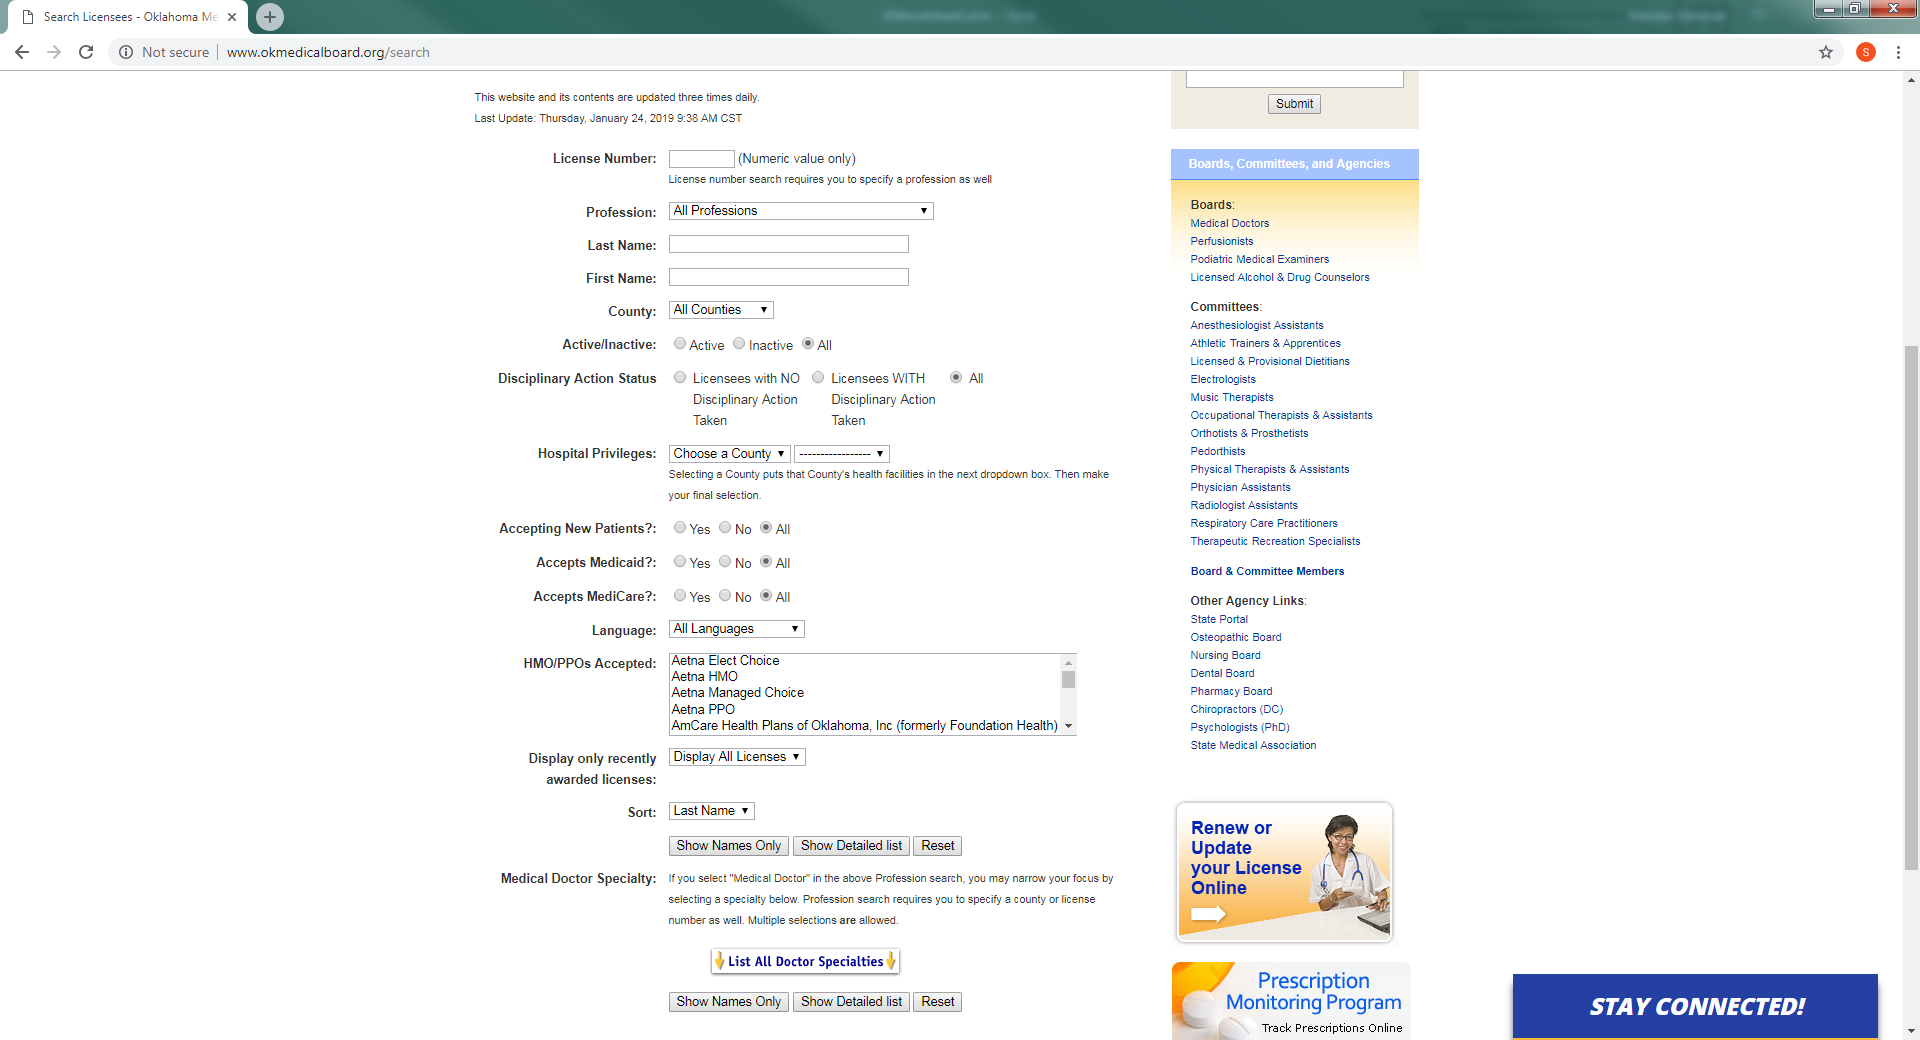 Search Licensees - Oklahoma Me
Not secure
www.okmedicalboard.org/search
S
This website and its contents are updated three times daily.
Last Update: Thursday, January 24, 2019 9:38 AM CST
License Number: (Numeric value only)
License number search requires you to specify a profession as well
Profession: All Professions
Last Name:
First Name:
County: All Counties
Active/Inactive: Active Inactive All
Disciplinary Action Status Licensees with NO Licensees WITH All
Disciplinary Action Disciplinary Action
Taken Taken
Hospital Privileges: Choose a County -----------------
Selecting a County puts that County's health facilities in the next dropdown box. Then make
your final selection.
Accepting New Patients?: Yes No All
Accepts Medicaid?: Yes No All
Accepts MediCare?: Yes No All
Language: All Languages
HMO/PPOs Accepted: Aetna Elect Choice
Aetna HMO
Aetna Managed Choice
Aetna PPO
AmCare Health Plans of Oklahoma, Inc (formerly Foundation Health)
Display only recently Display All Licenses
awarded licenses:
Sort: Last Name
Show Names Only Show Detailed list Reset
Medical Doctor Specialty: If you select "Medical Doctor" in the above Profession search, you may narrow your focus by
selecting a specialty below. Profession search requires you to specify a county or license
number as well. Multiple selections are allowed.
List All Doctor Specialties
Show Names Only Show Detailed list Reset
Submit
Boards, Committees, and Agencies
Boards:
Medical Doctors
Perfusionists
Podiatric Medical Examiners
Licensed Alcohol & Drug Counselors
Committees:
Anesthesiologist Assistants
Athletic Trainers & Apprentices
Licensed & Provisional Dietitians
Electrologists
Music Therapists
Occupational Therapists & Assistants
Orthotists & Prosthetists
Pedorthists
Physical Therapists & Assistants
Physician Assistants
Radiologist Assistants
Respiratory Care Practitioners
Therapeutic Recreation Specialists
Board & Committee Members
Other Agency Links:
State Portal
Osteopathic Board
Nursing Board
Dental Board
Pharmacy Board
Chiropractors (DC)
Psychologists (PhD)
State Medical Association
Renew or
Update
your License
Online
Prescription
Monitoring Program
Track Prescriptions Online
STAY CONNECTED!